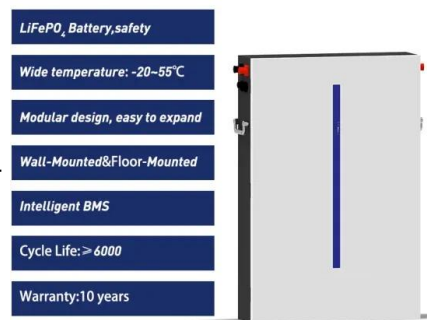 LiFePO₄ Battery,safety
Wide temperature: -20~55℃
Modular design, easy to expand
Wall-Mounted&Floor-Mounted
Intelligent BMS
Cycle Life:≥6000
Warranty:10 years